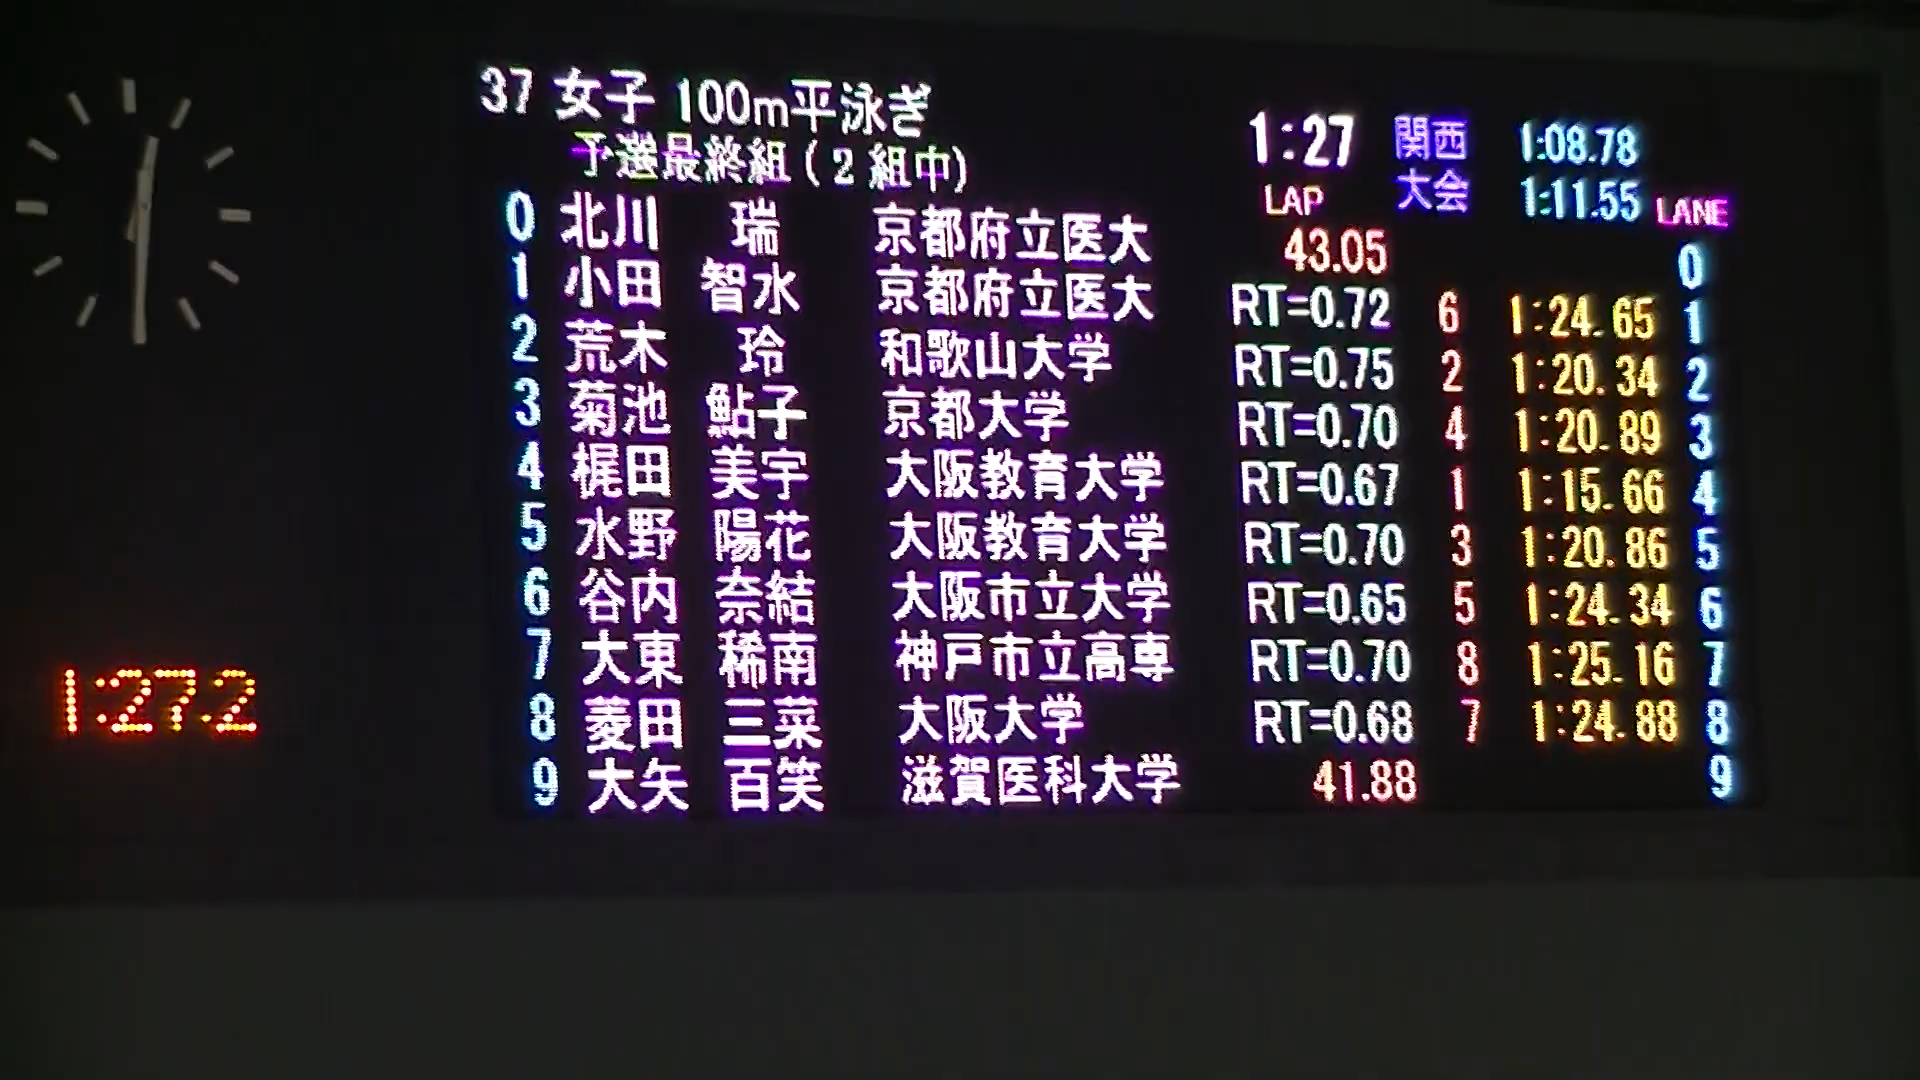 37 女子 100m平泳ぎ
予選最終組 (2 組中) 1:27 関西 1:08.78
LAP 大会 1:11.55 LANE
0 北川 瑞 京都府立医大 43.05 0
1 小田 智水 京都府立医大 RT=0.72 6 1:24.65 1
2 荒木 玲 和歌山大学 RT=0.75 2 1:20.34 2
3 菊池 鮎子 京都大学 RT=0.70 4 1:20.89 3
4 梶田 美宇 大阪教育大学 RT=0.67 1 1:15.66 4
5 水野 陽花 大阪教育大学 RT=0.70 3 1:20.86 5
6 谷内 奈結 大阪市立大学 RT=0.65 5 1:24.34 6
7 大東 稀南 神戸市立高専 RT=0.70 8 1:25.16 7
8 菱田 三菜 大阪大学 RT=0.68 7 1:24.88 8
9 大矢 百笑 滋賀医科大学 41.88 9
1:27.2